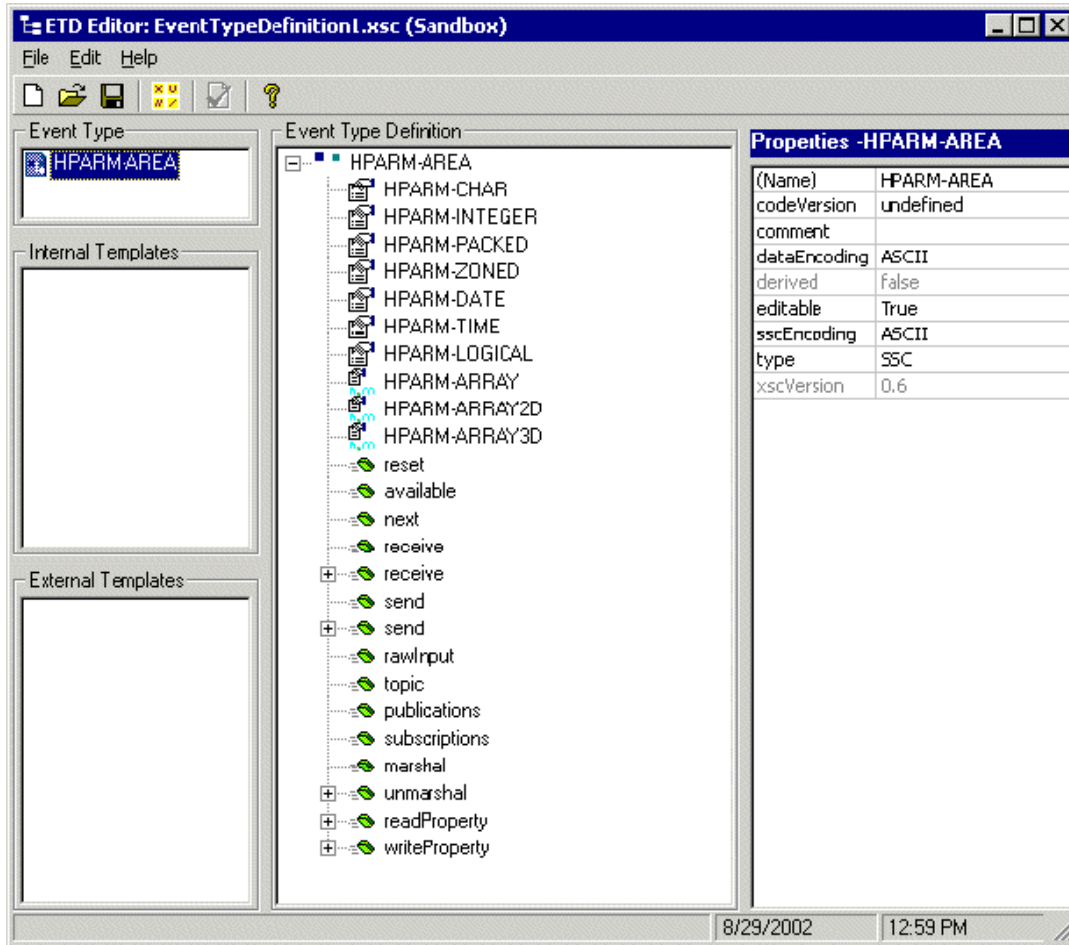 ETD Editor: EventTypeDefinition1.xsc (Sandbox)
File Edit Help
Event Type
HPARM-AREA
Internal Templates
External Templates
Event Type Definition
HPARM-AREA
HPARM-CHAR
HPARM-INTEGER
HPARM-PACKED
HPARM-ZONED
HPARM-DATE
HPARM-TIME
HPARM-LOGICAL
HPARM-ARRAY
HPARM-ARRAY2D
HPARM-ARRAY3D
reset
available
next
receive
receive
send
send
rawInput
topic
publications
subscriptions
marshal
unmarshal
readProperty
writeProperty
Properties -HPARM-AREA
(Name) HPARM-AREA
codeVersion undefined
comment
dataEncoding ASCII
derived false
editable True
sscEncoding ASCII
type SSC
xscVersion 0.6
8/29/2002 12:59 PM